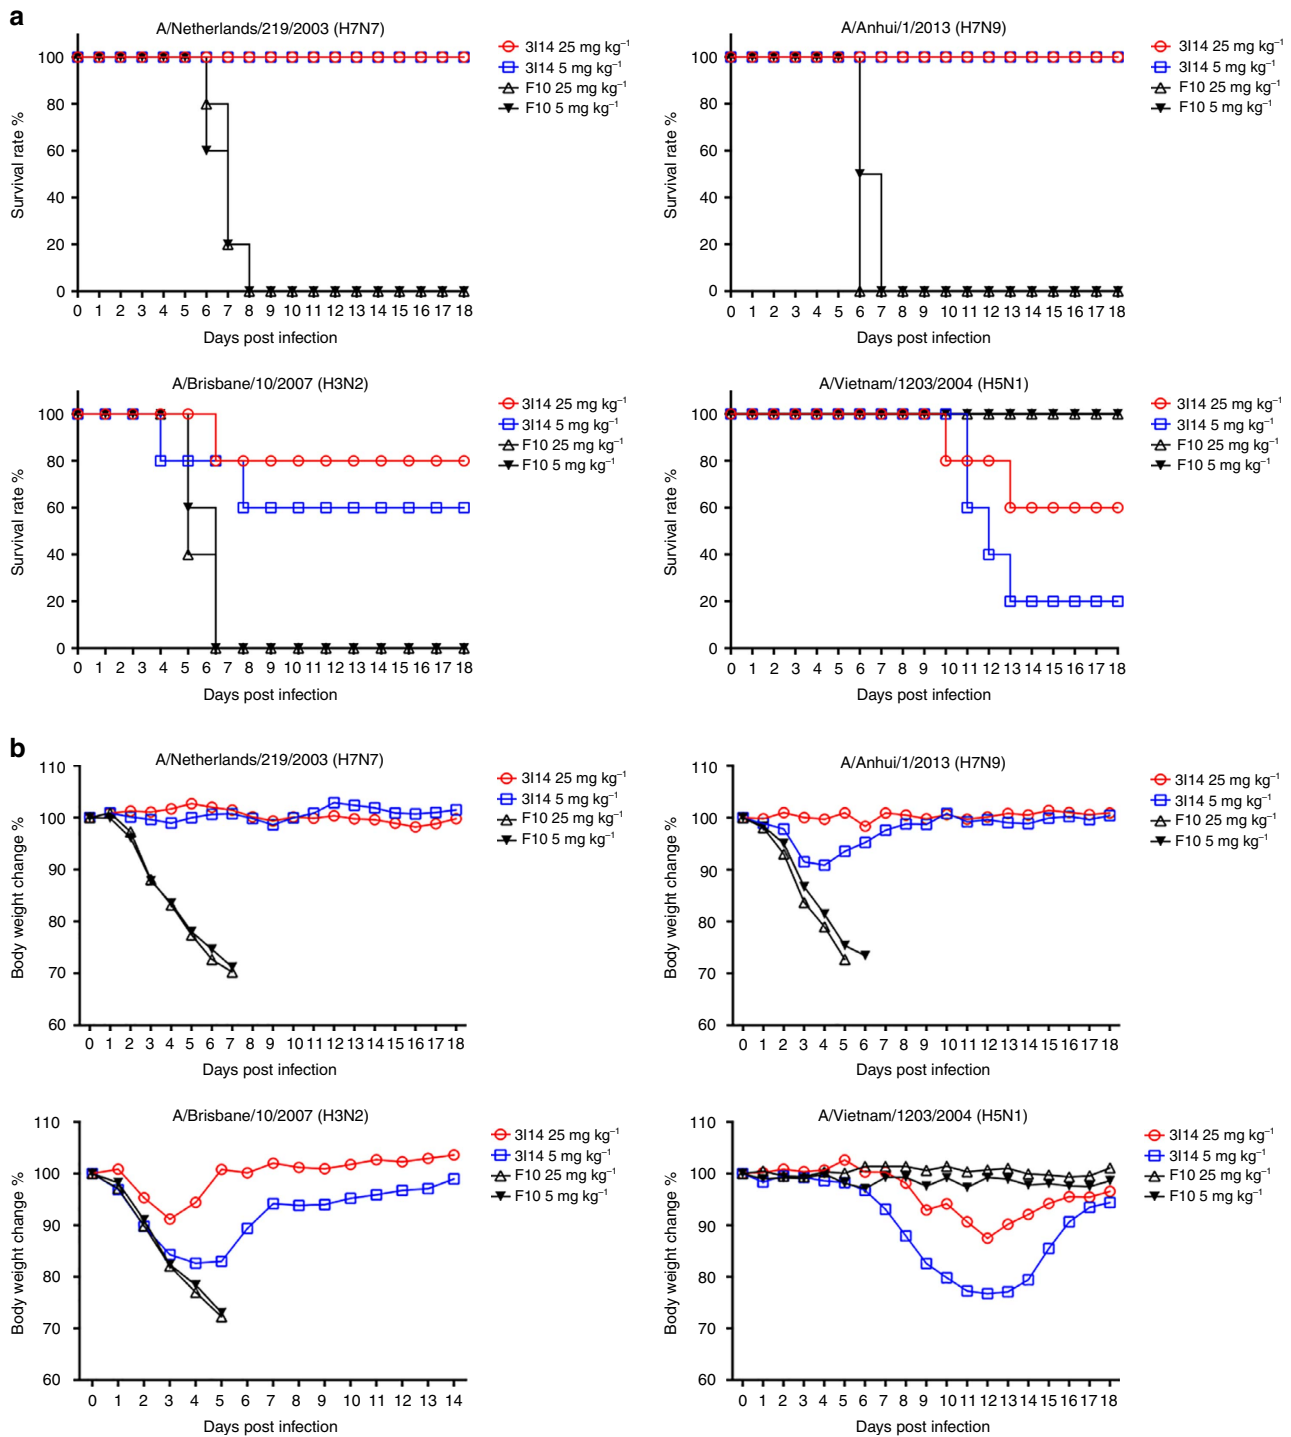 a
A/Netherlands/219/2003 (H7N7)
3I14 25 mg kg⁻¹
3I14 5 mg kg⁻¹
F10 25 mg kg⁻¹
F10 5 mg kg⁻¹
Survival rate %
100
80
60
40
20
0
0 1 2 3 4 5 6 7 8 9 10 11 12 13 14 15 16 17 18
Days post infection
A/Anhui/1/2013 (H7N9)
3I14 25 mg kg⁻¹
3I14 5 mg kg⁻¹
F10 25 mg kg⁻¹
F10 5 mg kg⁻¹
Survival rate %
100
80
60
40
20
0
0 1 2 3 4 5 6 7 8 9 10 11 12 13 14 15 16 17 18
Days post infection
A/Brisbane/10/2007 (H3N2)
3I14 25 mg kg⁻¹
3I14 5 mg kg⁻¹
F10 25 mg kg⁻¹
F10 5 mg kg⁻¹
Survival rate %
100
80
60
40
20
0
0 1 2 3 4 5 6 7 8 9 10 11 12 13 14 15 16 17 18
Days post infection
A/Vietnam/1203/2004 (H5N1)
3I14 25 mg kg⁻¹
3I14 5 mg kg⁻¹
F10 25 mg kg⁻¹
F10 5 mg kg⁻¹
Survival rate %
100
80
60
40
20
0
0 1 2 3 4 5 6 7 8 9 10 11 12 13 14 15 16 17 18
Days post infection
b
A/Netherlands/219/2003 (H7N7)
3I14 25 mg kg⁻¹
3I14 5 mg kg⁻¹
F10 25 mg kg⁻¹
F10 5 mg kg⁻¹
Body weight change %
110
100
90
80
70
60
0 1 2 3 4 5 6 7 8 9 10 11 12 13 14 15 16 17 18
Days post infection
A/Anhui/1/2013 (H7N9)
3I14 25 mg kg⁻¹
3I14 5 mg kg⁻¹
F10 25 mg kg⁻¹
F10 5 mg kg⁻¹
Body weight change %
110
100
90
80
70
60
0 1 2 3 4 5 6 7 8 9 10 11 12 13 14 15 16 17 18
Days post infection
A/Brisbane/10/2007 (H3N2)
3I14 25 mg kg⁻¹
3I14 5 mg kg⁻¹
F10 25 mg kg⁻¹
F10 5 mg kg⁻¹
Body weight change %
110
100
90
80
70
60
0 1 2 3 4 5 6 7 8 9 10 11 12 13 14
Days post infection
A/Vietnam/1203/2004 (H5N1)
3I14 25 mg kg⁻¹
3I14 5 mg kg⁻¹
F10 25 mg kg⁻¹
F10 5 mg kg⁻¹
Body weight change %
110
100
90
80
70
60
0 1 2 3 4 5 6 7 8 9 10 11 12 13 14 15 16 17 18
Days post infection